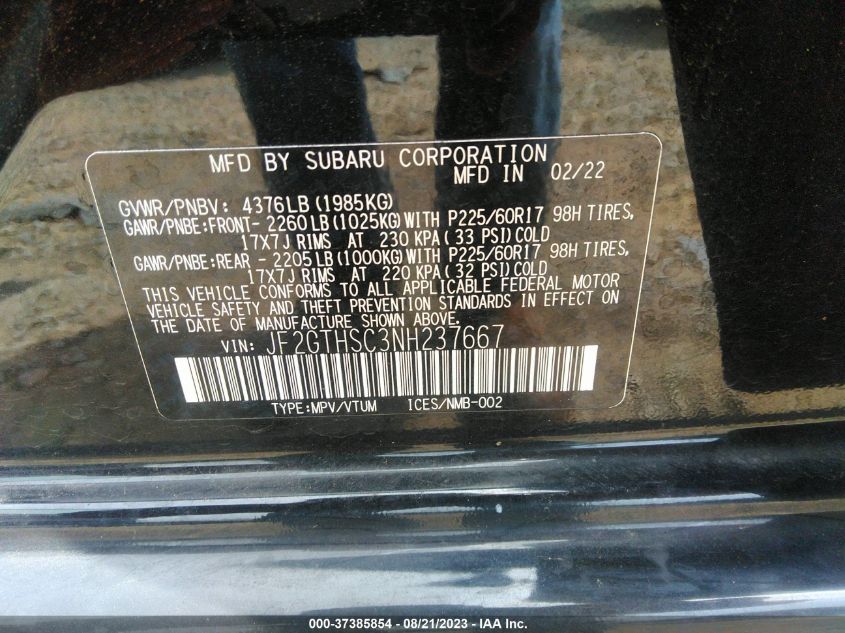 MFD BY SUBARU CORPORATION
MFD IN 02/22
GVWR/PNBV: 4376LB (1985KG)
GAWR/PNBE:FRONT- 2260LB (1025KG) WITH P225/60R17 98H TIRES,
17X7J RIMS AT 230 KPA (33 PSI) COLD
GAWR/PNBE:REAR - 2205LB (1000KG) WITH P225/60R17 98H TIRES,
17X7J RIMS AT 220 KPA (32 PSI) COLD
THIS VEHICLE CONFORMS TO ALL APPLICABLE FEDERAL MOTOR
VEHICLE SAFETY AND THEFT PREVENTION STANDARDS IN EFFECT ON
THE DATE OF MANUFACTURE SHOWN ABOVE.
VIN: JF2GTHSC3NH237667
TYPE:MPV/VTUM ICES/NMB-002
000-37385854 - 08/21/2023 - IAA Inc.